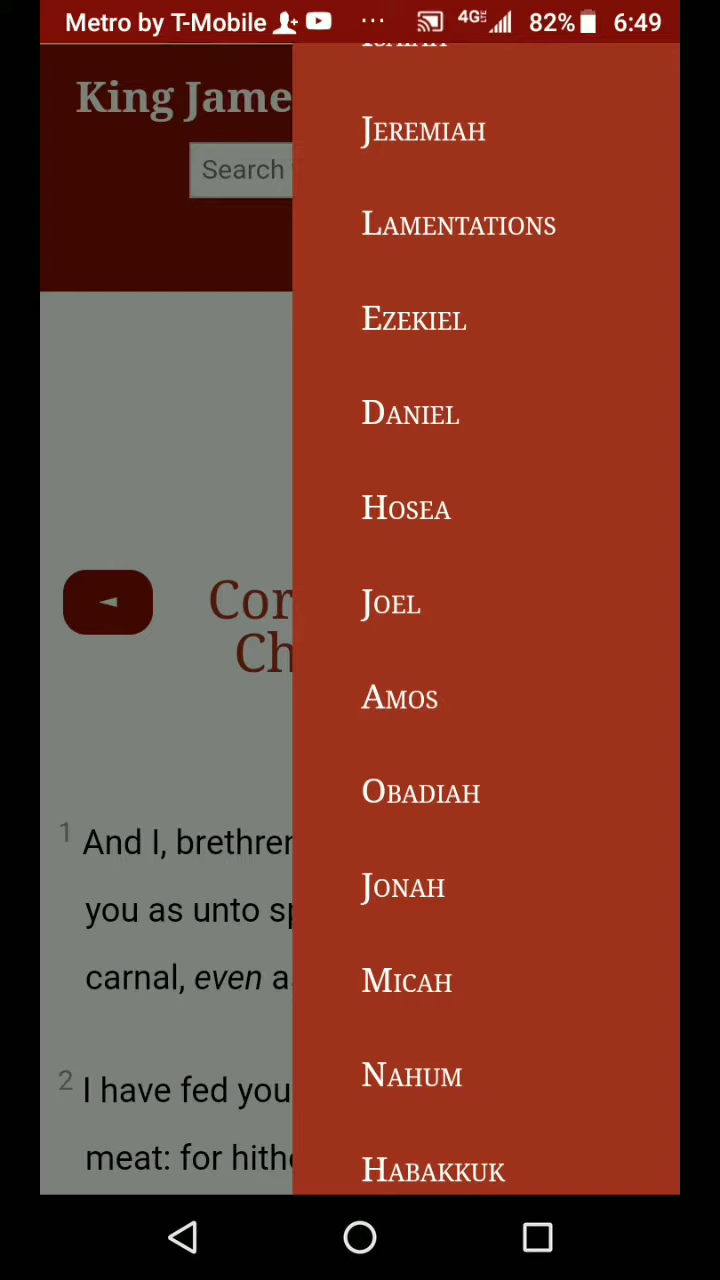 Metro by T-Mobile ... 4G 82% 6:49
King Jame
Search
JEREMIAH
LAMENTATIONS
EZEKIEL
DANIEL
HOSEA
JOEL
Cor
Ch
AMOS
OBADIAH
JONAH
MICAH
NAHUM
HABAKKUK
1 And I, brethren
you as unto sp
carnal, even a
2 I have fed you
meat: for hithe